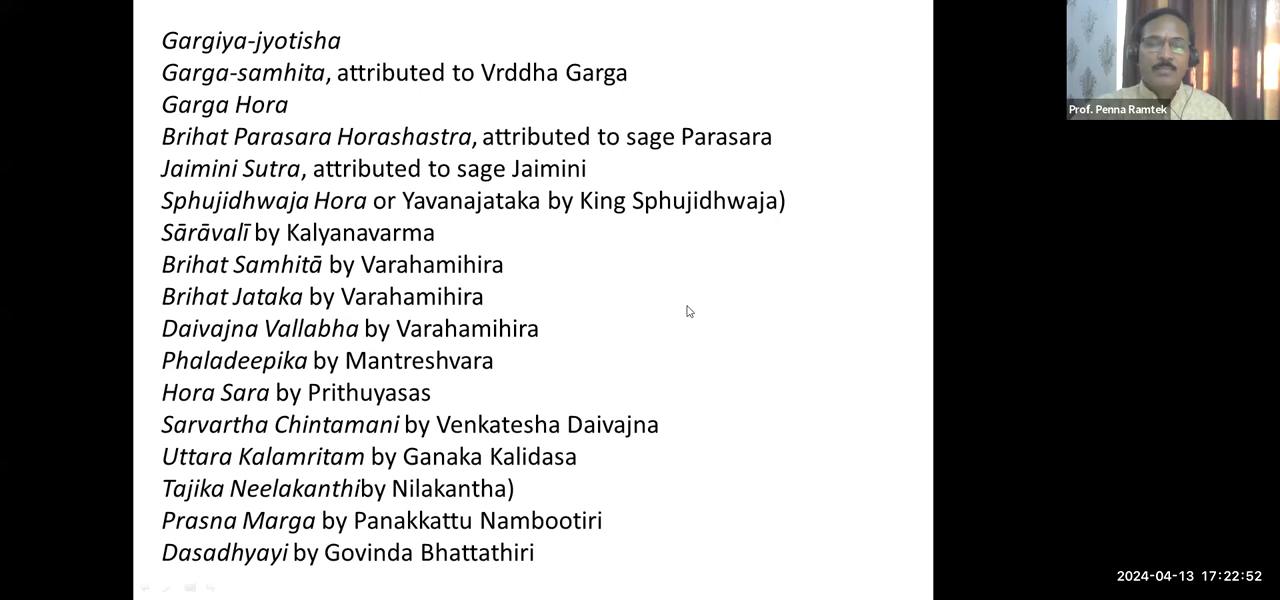 Gargiya-jyotisha
Garga-samhita, attributed to Vrddha Garga
Garga Hora
Brihat Parasara Horashastra, attributed to sage Parasara
Jaimini Sutra, attributed to sage Jaimini
Sphujidhwaja Hora or Yavanajataka by King Sphujidhwaja)
Sārāvalī by Kalyanavarma
Brihat Samhitā by Varahamihira
Brihat Jataka by Varahamihira
Daivajna Vallabha by Varahamihira
Phaladeepika by Mantreshvara
Hora Sara by Prithuyasas
Sarvartha Chintamani by Venkatesha Daivajna
Uttara Kalamritam by Ganaka Kalidasa
Tajika Neelakanthiby Nilakantha)
Prasna Marga by Panakkattu Nambootiri
Dasadhyayi by Govinda Bhattathiri
Prof. Penna Ramtek
2024-04-13 17:22:52